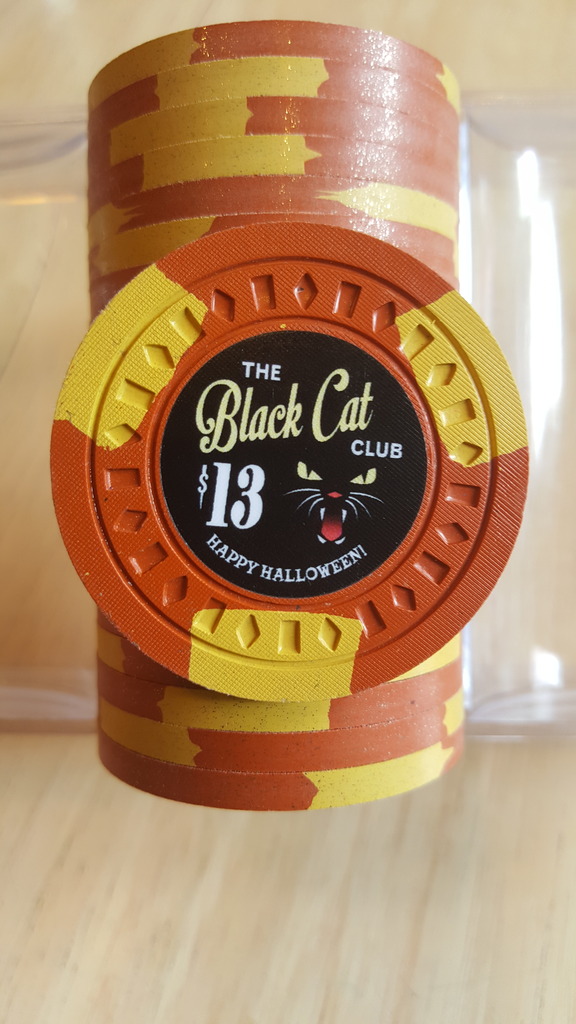 THE
Black Cat
CLUB
$13
HAPPY HALLOWEEN!